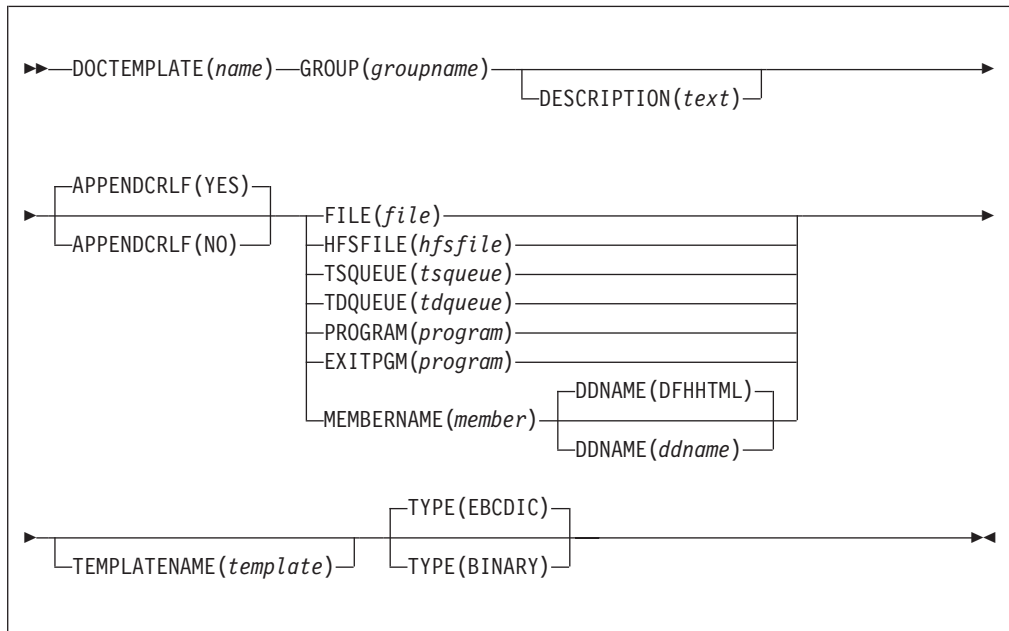 DOCTEMPLATE(name) GROUP(groupname)
DESCRIPTION(text)
APPENDCRLF(YES)
APPENDCRLF(NO)
FILE(file)
HFSFILE(hfsfile)
TSQUEUE(tsqueue)
TDQUEUE(tdqueue)
PROGRAM(program)
EXITPGM(program)
DDNAME(DFHHTML)
MEMBERNAME(member)
DDNAME(ddname)
TYPE(EBCDIC)
TEMPLATENAME(template)
TYPE(BINARY)